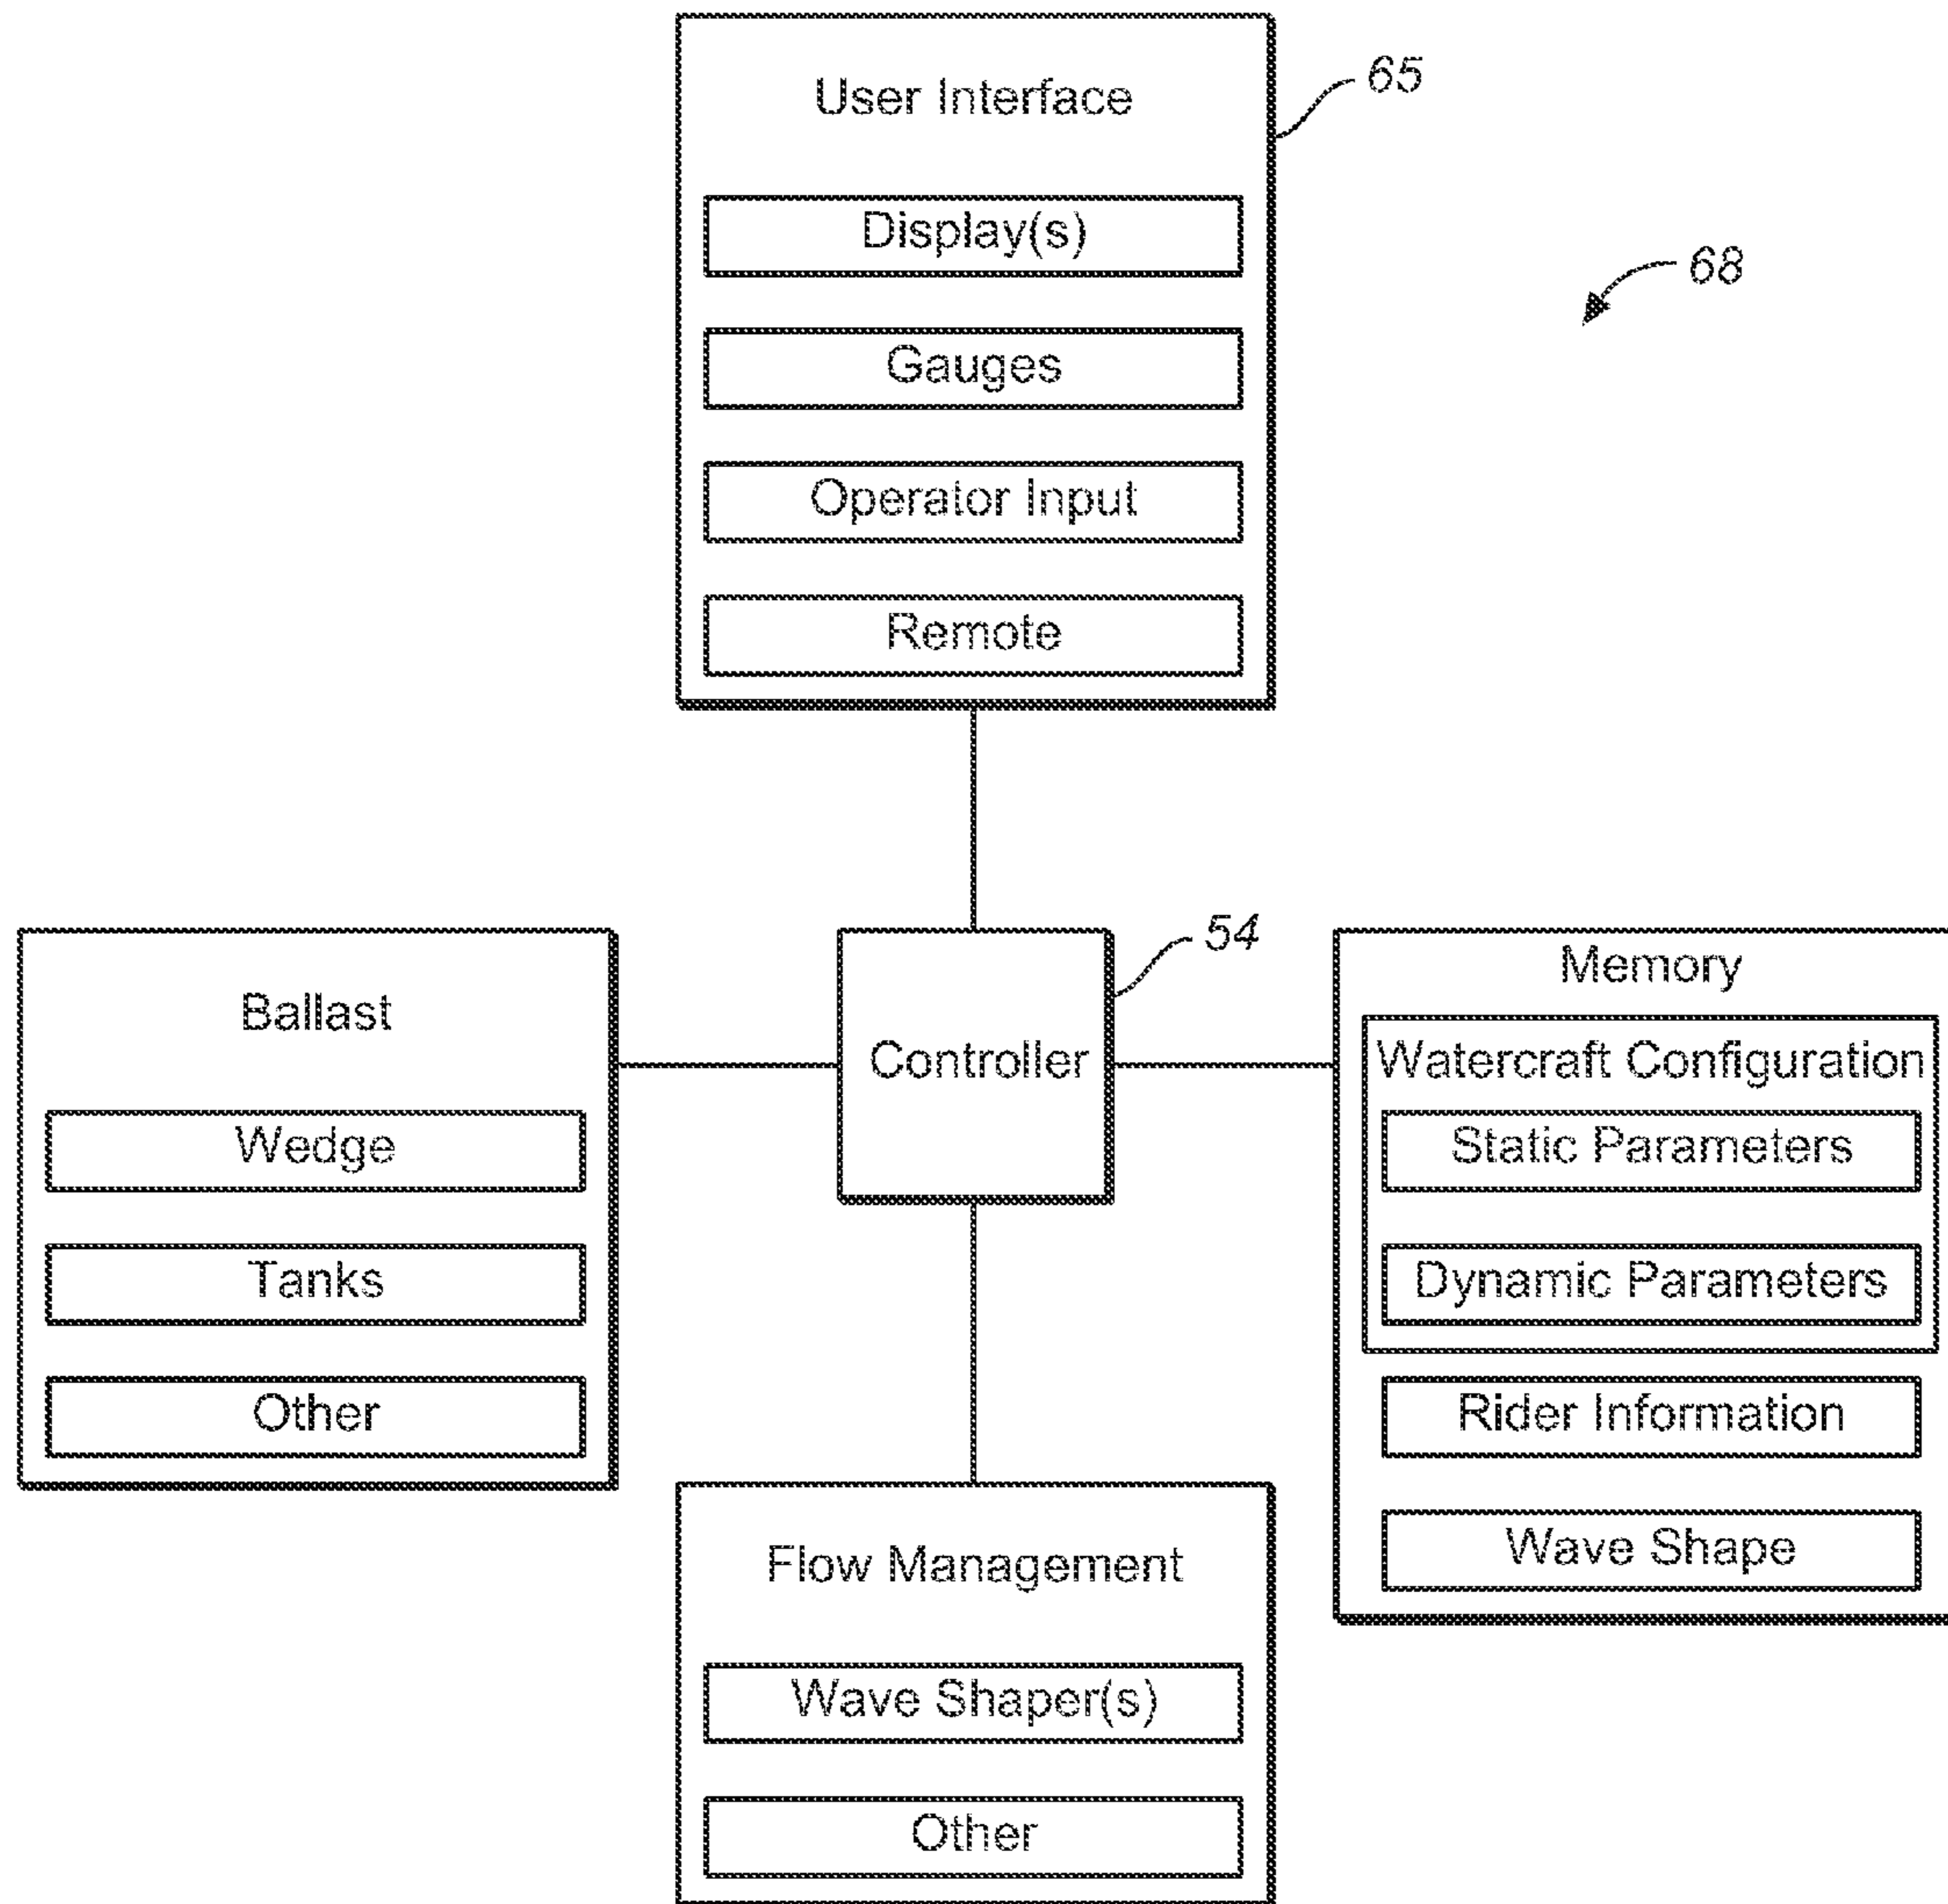 User Interface
65
Display(s)
68
Gauges
Operator Input
Remote
Ballast
Wedge
Tanks
Other
Controller
54
Memory
Watercraft Configuration
Static Parameters
Dynamic Parameters
Rider Information
Wave Shape
Flow Management
Wave Shaper(s)
Other